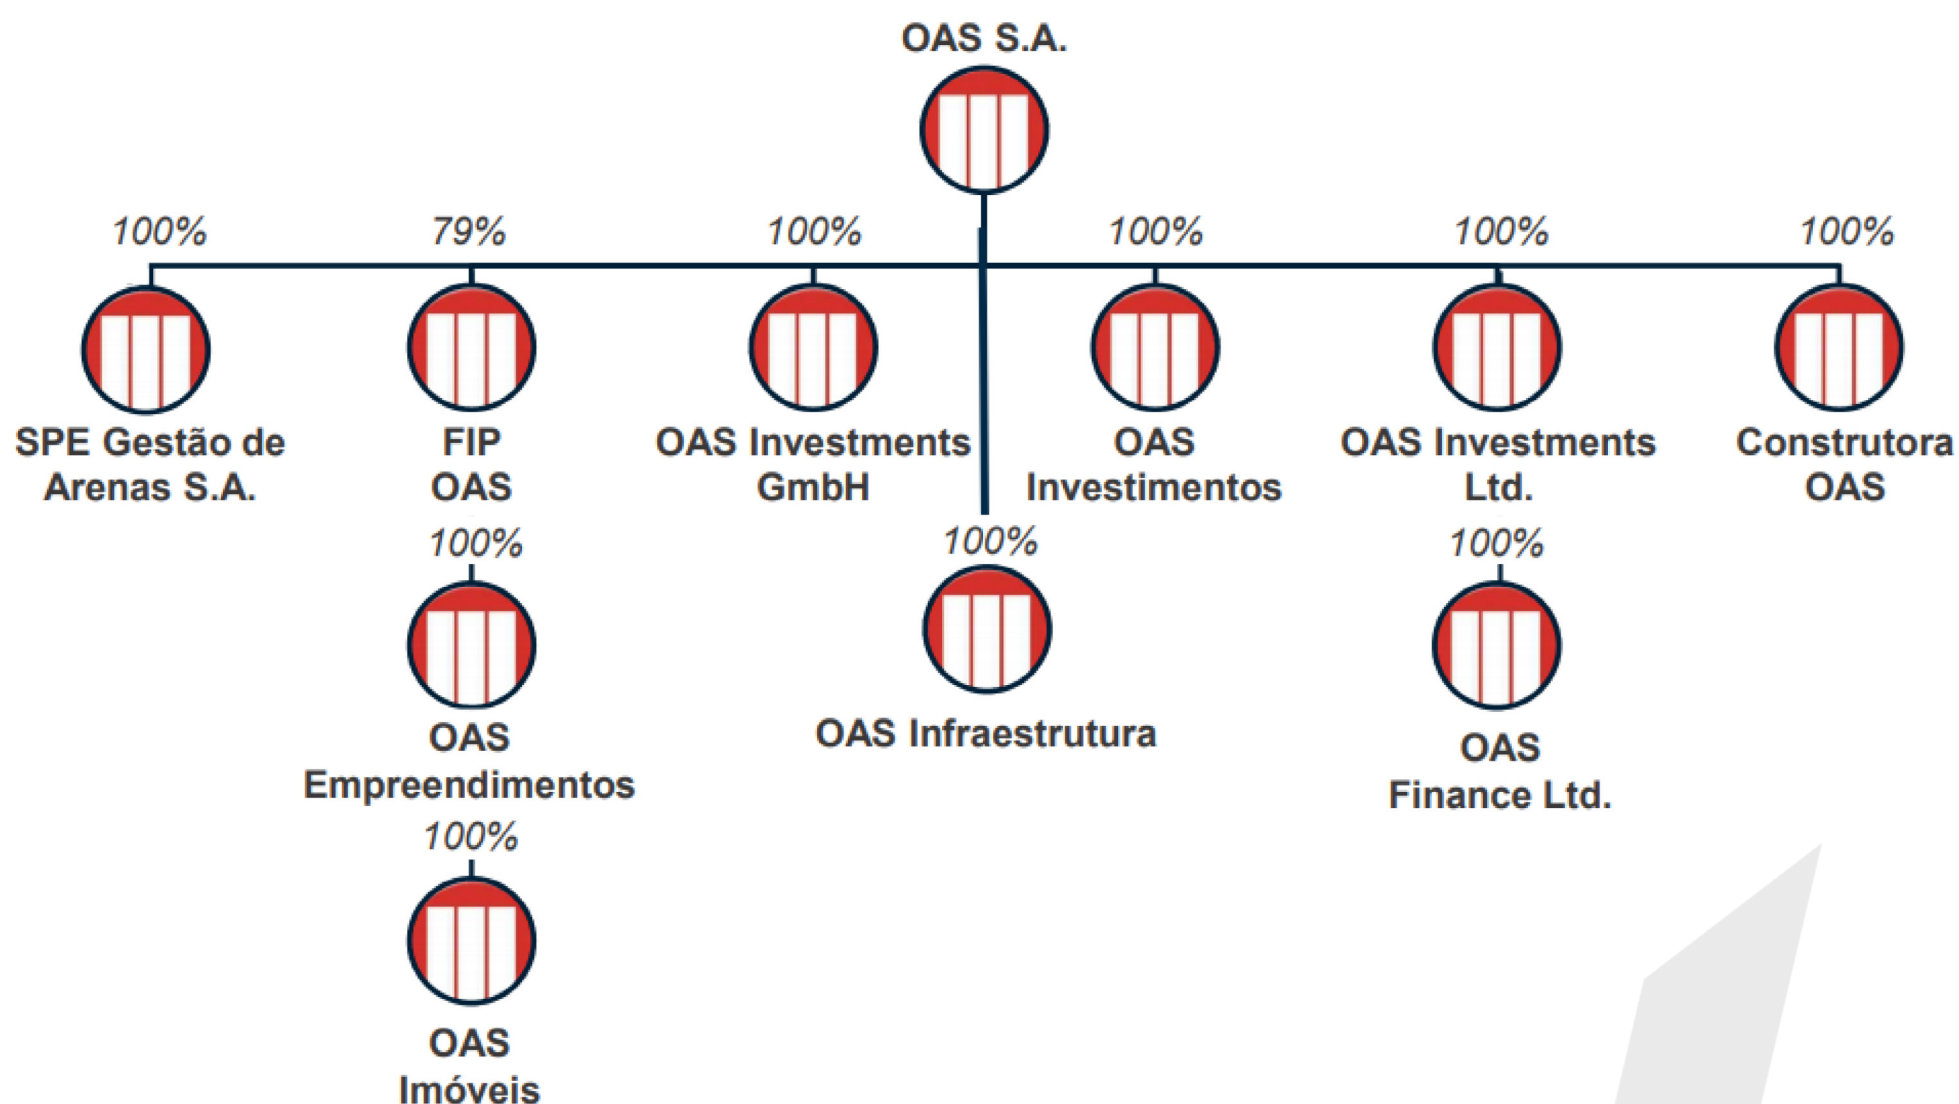 OAS S.A.
100%
79%
100%
100%
100%
100%
SPE Gestão de
Arenas S.A.
FIP
OAS
OAS Investments
GmbH
OAS
Investimentos
OAS Investments
Ltd.
Construtora
OAS
100%
100%
100%
OAS
Empreendimentos
OAS Infraestrutura
OAS
Finance Ltd.
100%
OAS
Imóveis